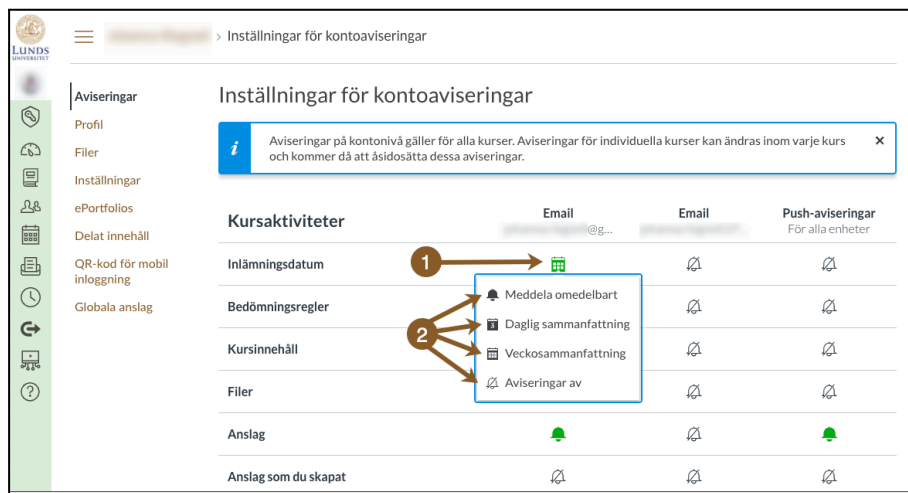 LUNDS
UNIVERSITET
> Inställningar för kontoaviseringar
Aviseringar
Profil
Filer
Inställningar
ePortfolios
Delat innehåll
QR-kod för mobil
inloggning
Globala anslag
Inställningar för kontoaviseringar
i
Aviseringar på kontonivå gäller för alla kurser. Aviseringar för individuella kurser kan ändras inom varje kurs
och kommer då att åsidosätta dessa aviseringar.
×
Kursaktiviteter
Email
@g...
Email
Push-aviseringar
För alla enheter
Inlämningsdatum
1
Bedömningsregler
Kursinnehåll
Filer
Anslag
Anslag som du skapat
2
Meddela omedelbart
Daglig sammanfattning
Veckosammanfattning
Aviseringar av